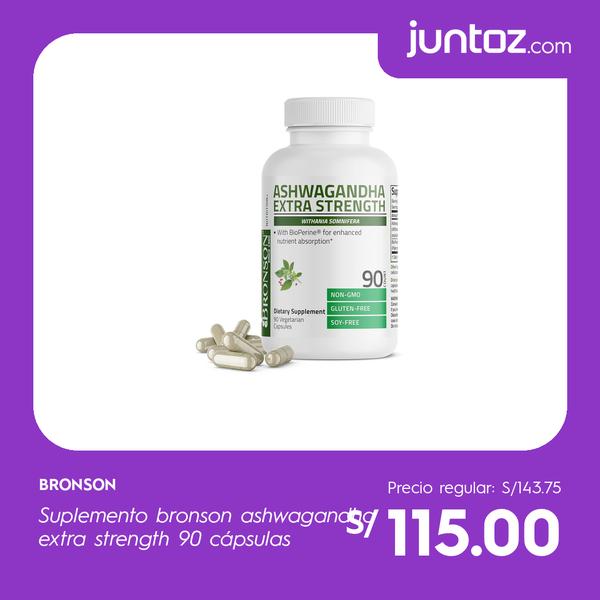 juntoz.com
ASHWAGANDHA
EXTRA STRENGTH
WITHANIA SOMNIFERA
• With BioPerine® for enhanced
nutrient absorption*
BRONSON
90
COUNT
NON-GMO
GLUTEN-FREE
SOY-FREE
Dietary Supplement
90 Vegetarian
Capsules
BRONSON
Precio regular: S/143.75
Suplemento bronson ashwagandha
extra strength 90 cápsulas
S/ 115.00